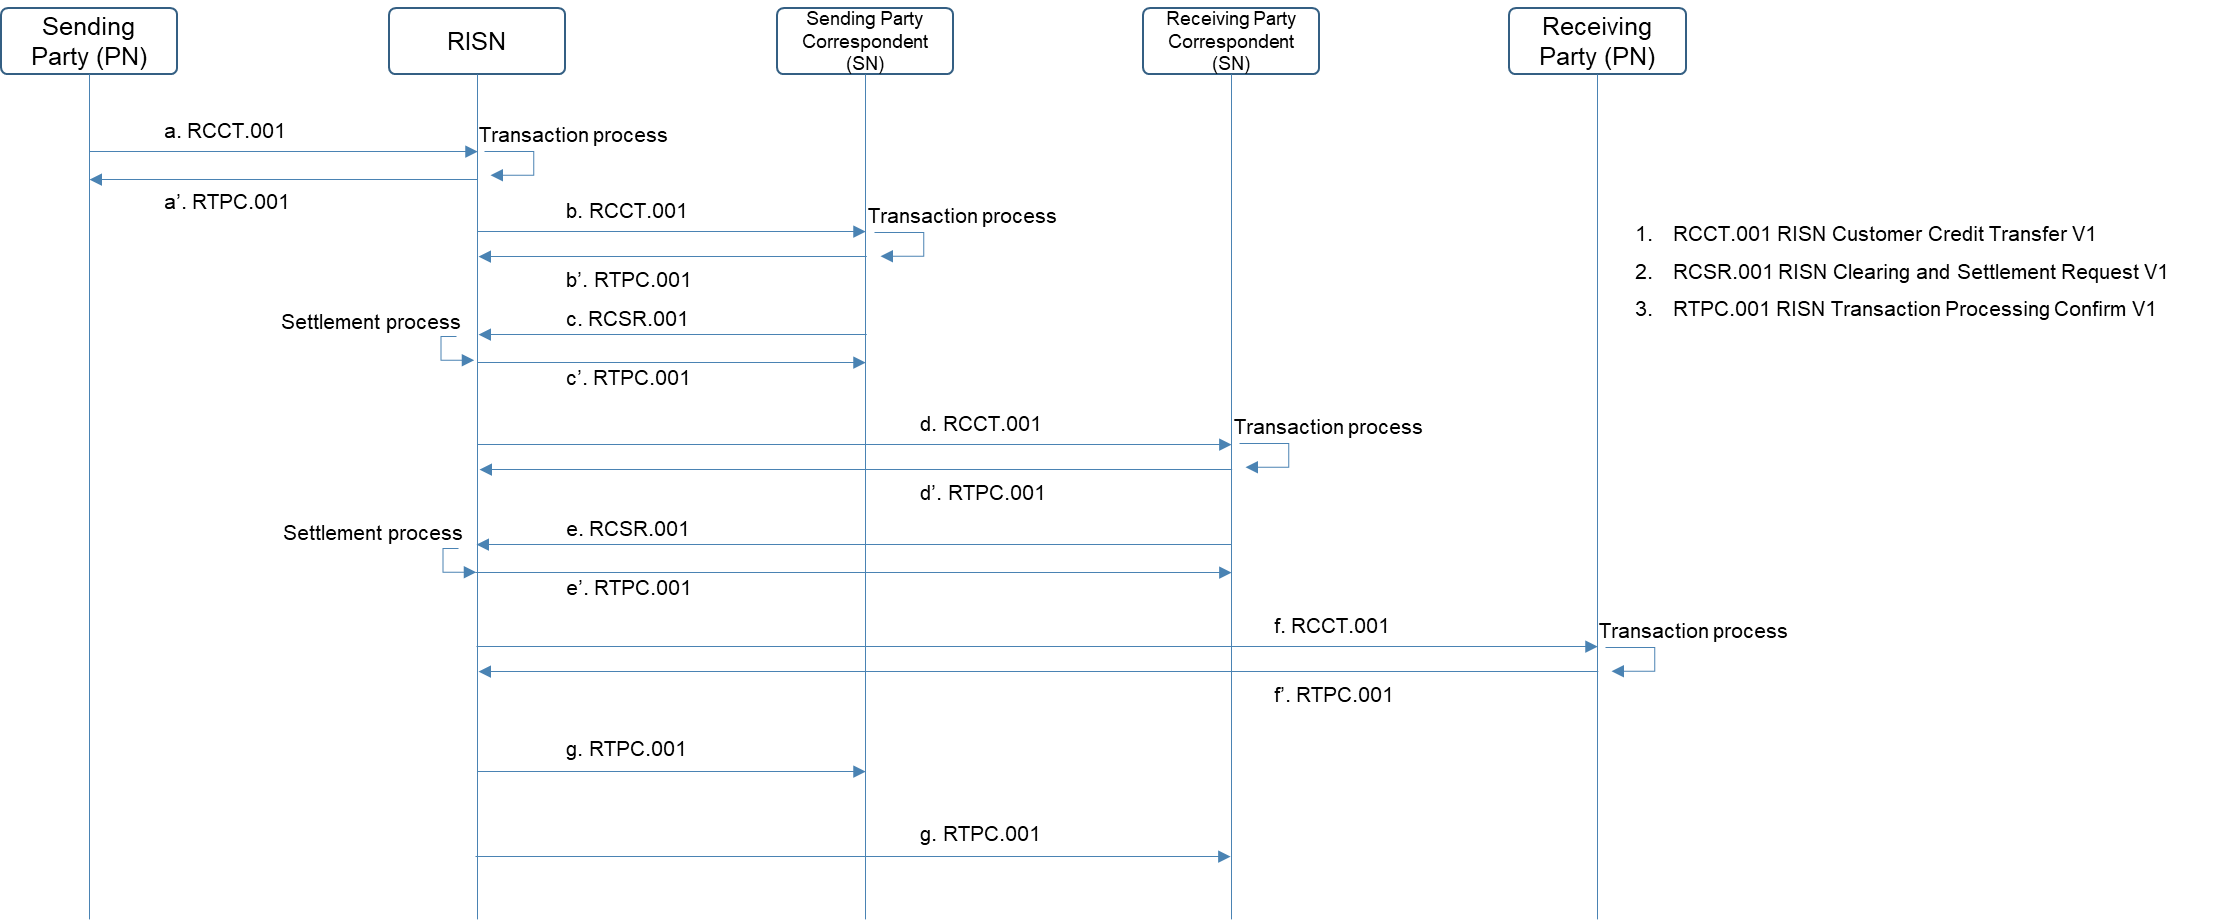 Sending
Party (PN)
RISN
Sending Party
Correspondent
(SN)
Receiving Party
Correspondent
(SN)
Receiving
Party (PN)
a. RCCT.001
Transaction process
a’. RTPC.001
b. RCCT.001
Transaction process
b’. RTPC.001
1. RCCT.001 RISN Customer Credit Transfer V1
2. RCSR.001 RISN Clearing and Settlement Request V1
3. RTPC.001 RISN Transaction Processing Confirm V1
Settlement process
c. RCSR.001
c’. RTPC.001
d. RCCT.001
Transaction process
d’. RTPC.001
Settlement process
e. RCSR.001
e’. RTPC.001
f. RCCT.001
Transaction process
f’. RTPC.001
g. RTPC.001
g. RTPC.001